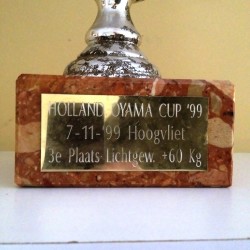 HOLLAND OYAMA CUP '99
7-11-'99 Hoogvliet
3e Plaats Lichtgew. +60 Kg